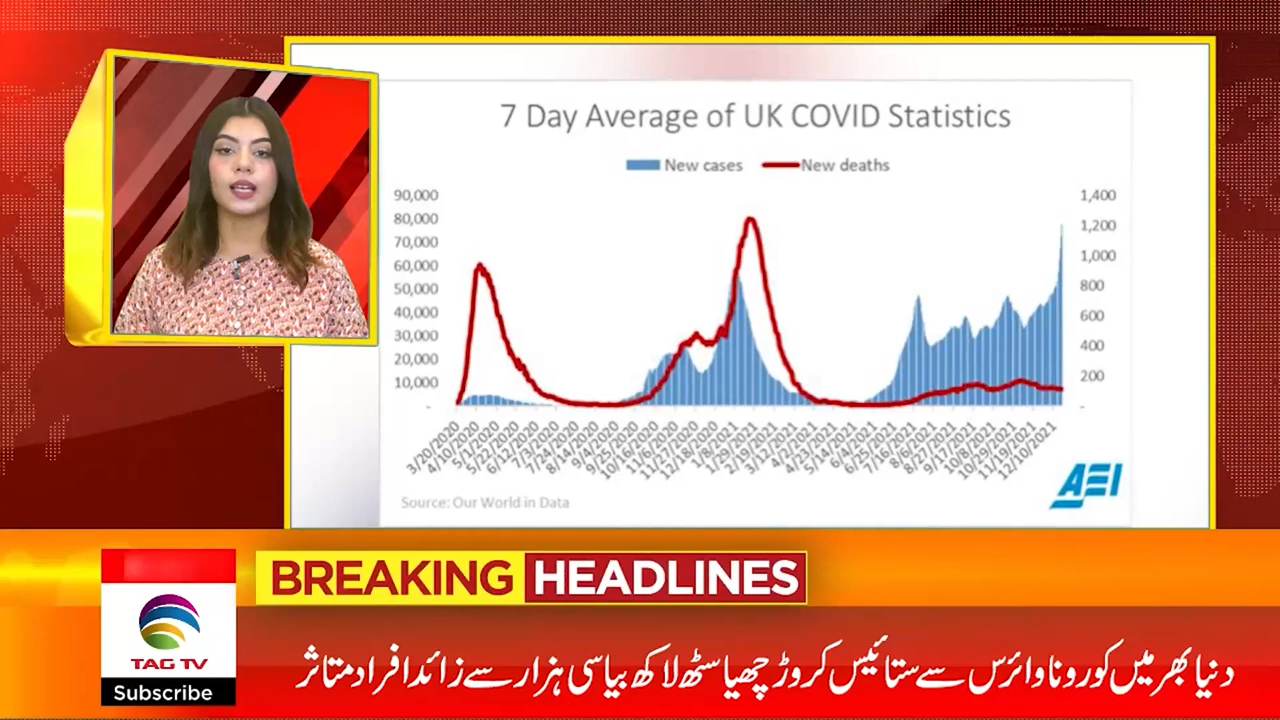 7 Day Average of UK COVID Statistics
New cases New deaths
90,000
80,000
70,000
60,000
50,000
40,000
30,000
20,000
10,000
-
1,400
1,200
1,000
800
600
400
200
-
3/20/2020 4/10/2020 5/1/2020 5/22/2020 6/12/2020 7/3/2020 7/24/2020 8/14/2020 9/4/2020 9/25/2020 10/16/2020 11/6/2020 11/27/2020 12/18/2020 1/8/2021 1/29/2021 2/19/2021 3/12/2021 4/2/2021 4/23/2021 5/14/2021 6/4/2021 6/25/2021 7/16/2021 8/6/2021 8/27/2021 9/17/2021 10/8/2021 10/29/2021 11/19/2021 12/10/2021
Source: Our World in Data
AEI
BREAKING HEADLINES
TAG TV
Subscribe
دنیا بھر میں کورونا وائرس سے ستائیس کروڑ چھیاسٹھ لاکھ بیاسی ہزار سے زائد افراد متاثر